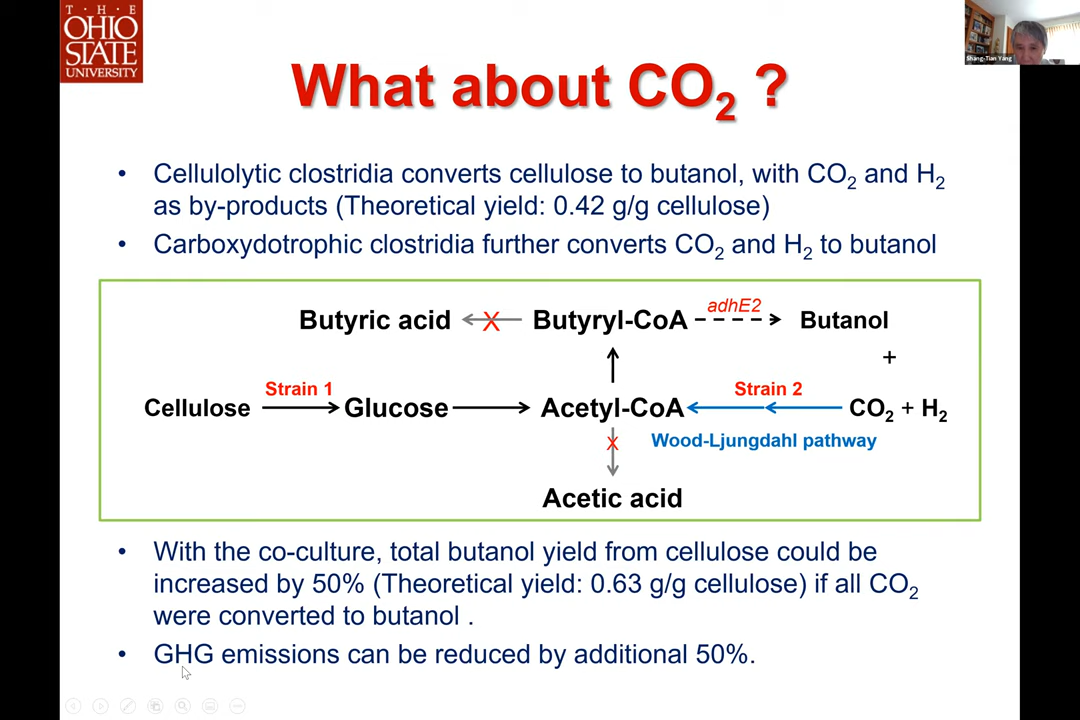 T · H · E
OHIO
STATE
UNIVERSITY
Shang-Tian Yang
What about CO₂ ?
• Cellulolytic clostridia converts cellulose to butanol, with CO₂ and H₂
as by-products (Theoretical yield: 0.42 g/g cellulose)
• Carboxydotrophic clostridia further converts CO₂ and H₂ to butanol
Butyric acid X Butyryl-CoA adhE2 Butanol
+
Strain 1 Strain 2
Cellulose Glucose Acetyl-CoA CO₂ + H₂
X Wood-Ljungdahl pathway
Acetic acid
• With the co-culture, total butanol yield from cellulose could be
increased by 50% (Theoretical yield: 0.63 g/g cellulose) if all CO₂
were converted to butanol .
• GHG emissions can be reduced by additional 50%.